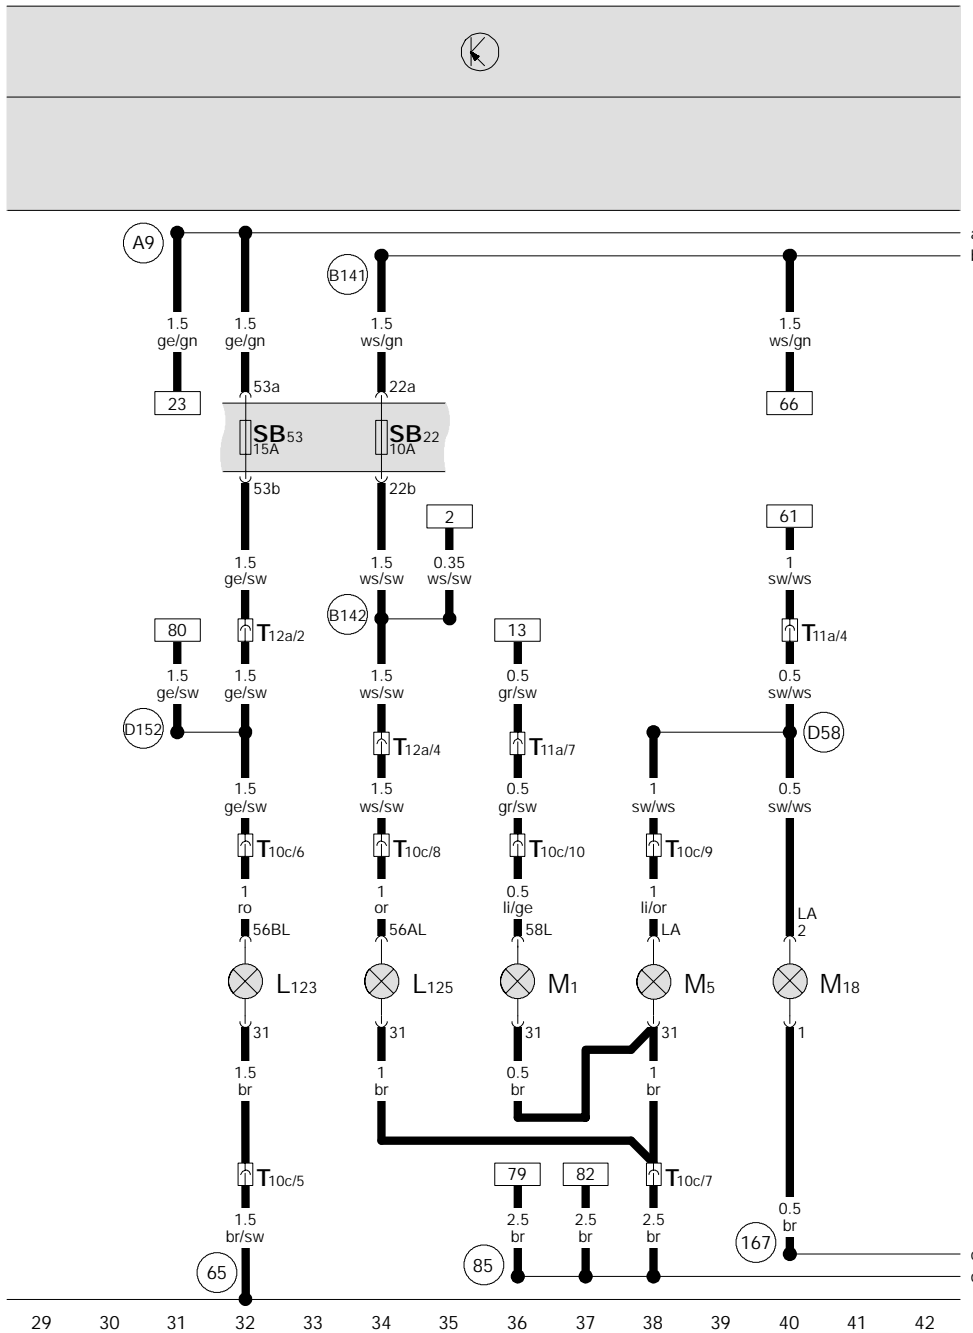 A9
a
B141
1.5
ge/gn
1.5
ge/gn
1.5
ws/gn
1.5
ws/gn
53a
22a
23
66
SB53
15A
SB22
10A
53b
22b
2
61
1.5
ge/sw
1.5
ws/sw
0.35
ws/sw
1
sw/ws
B142
80
T12a/2
13
T11a/4
1.5
ge/sw
1.5
ge/sw
1.5
ws/sw
0.5
gr/sw
0.5
sw/ws
D152
D58
T12a/4
T11a/7
1.5
ge/sw
1.5
ws/sw
0.5
gr/sw
1
sw/ws
0.5
sw/ws
T10c/6
T10c/8
T10c/10
T10c/9
1
ro
1
or
0.5
li/ge
1
li/or
56BL
56AL
58L
LA
LA
2
L123
L125
M1
M5
M18
31
31
31
31
1
1.5
br
1
br
0.5
br
1
br
T10c/5
79
82
T10c/7
1.5
br/sw
2.5
br
2.5
br
2.5
br
0.5
br
167
65
85
29 30 31 32 33 34 35 36 37 38 39 40 41 42